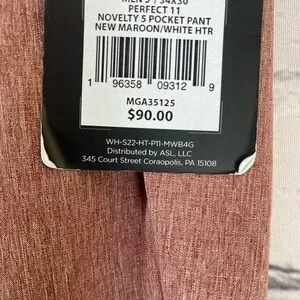 MEN'S / 34X30
PERFECT 11
NOVELTY 5 POCKET PANT
NEW MAROON/WHITE HTR
1 96358 09312 9
MGA35125
$90.00
WH-S22-HT-P11-MWB4G
Distributed by ASL, LLC
345 Court Street Coraopolis, PA 15108